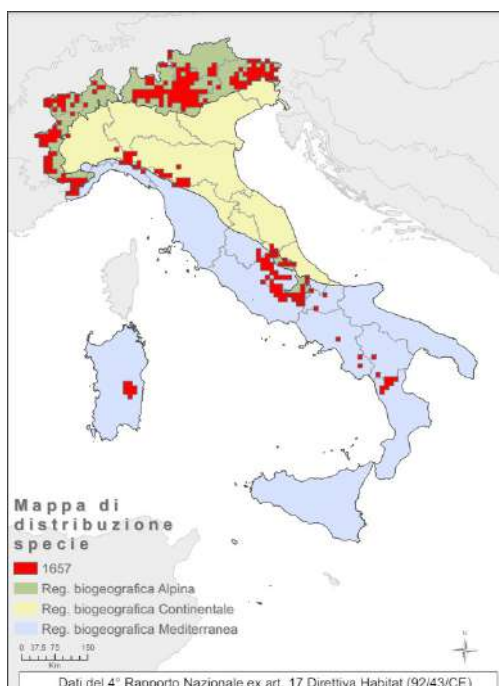 Mappa di
distribuzione
specie
1657
Reg. biogeografica Alpina
Reg. biogeografica Continentale
Reg. biogeografica Mediterranea
0 37.5 75 150
Km
N
Dati del 4° Rapporto Nazionale ex art. 17 Direttiva Habitat (92/43/CE)